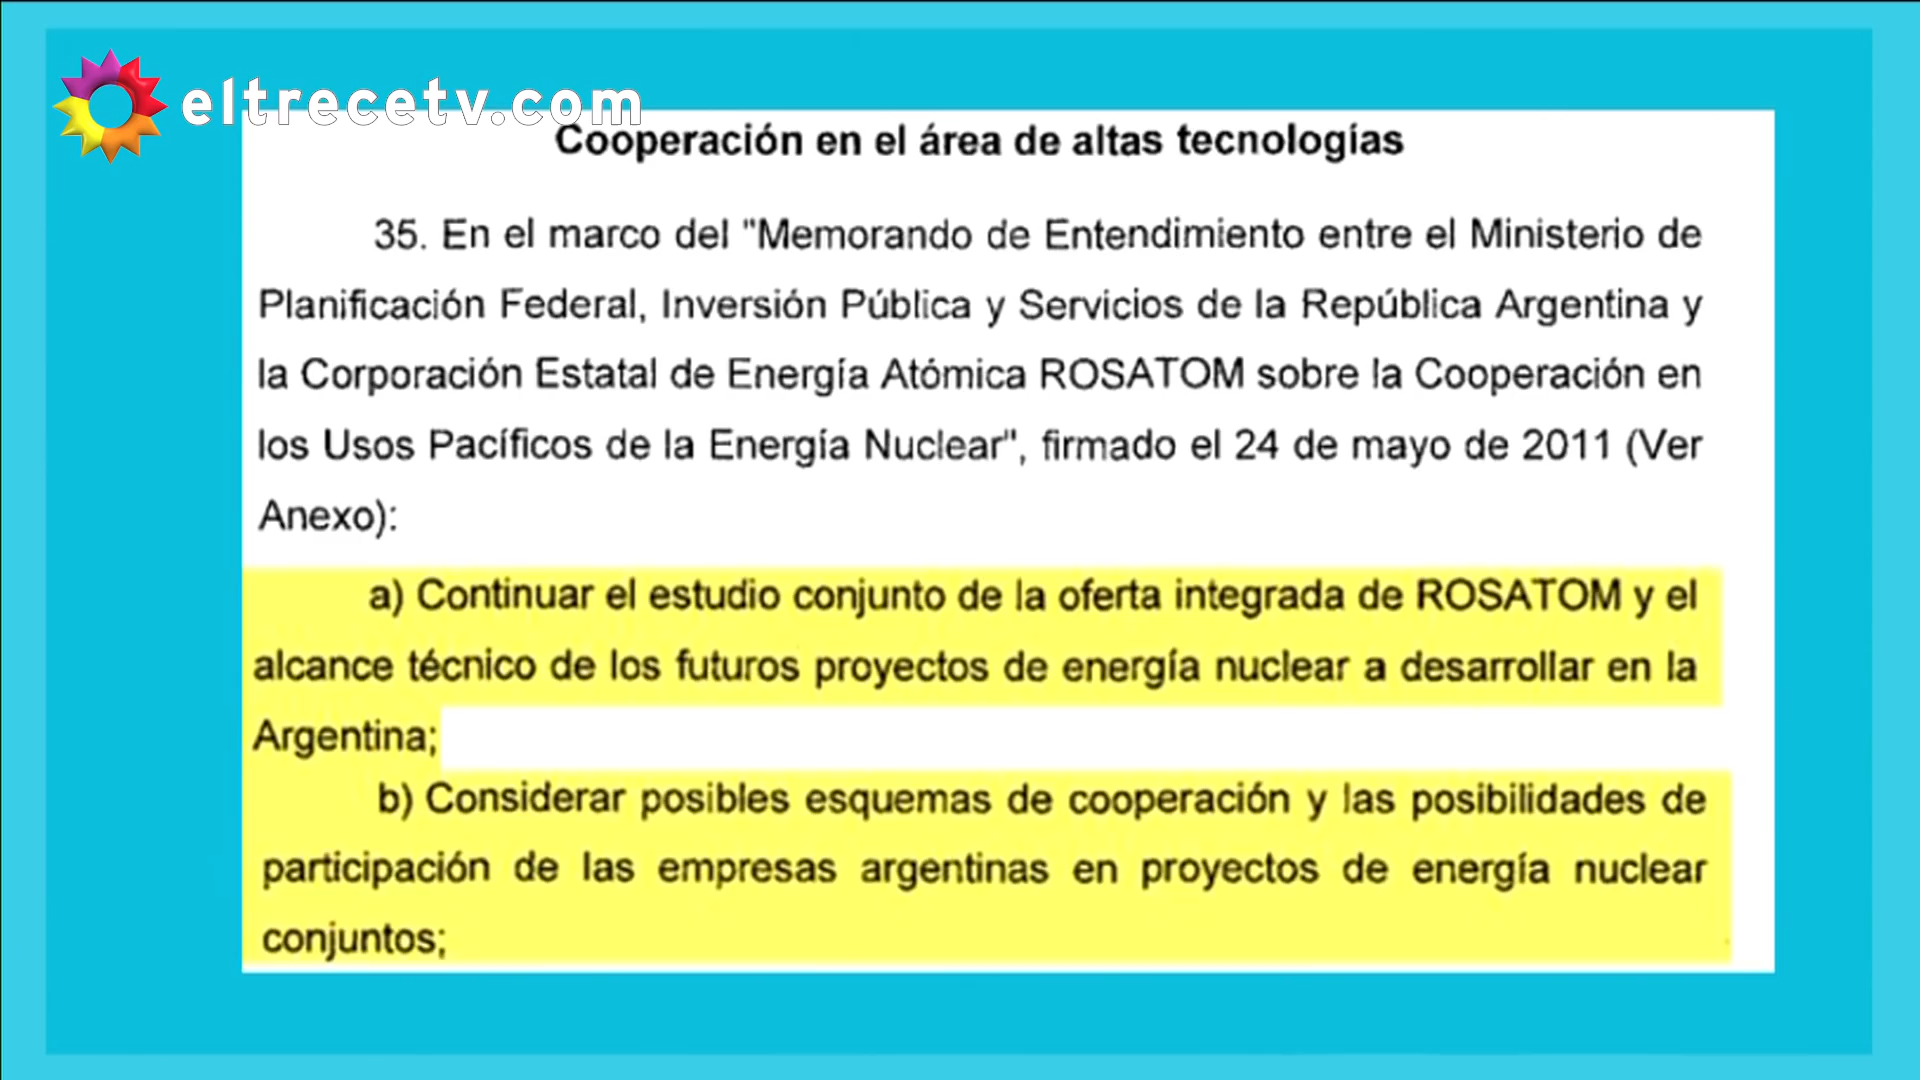 eltrecetv.com
Cooperación en el área de altas tecnologías
35. En el marco del "Memorando de Entendimiento entre el Ministerio de
Planificación Federal, Inversión Pública y Servicios de la República Argentina y
la Corporación Estatal de Energía Atómica ROSATOM sobre la Cooperación en
los Usos Pacíficos de la Energía Nuclear", firmado el 24 de mayo de 2011 (Ver
Anexo):
a) Continuar el estudio conjunto de la oferta integrada de ROSATOM y el
alcance técnico de los futuros proyectos de energía nuclear a desarrollar en la
Argentina;
b) Considerar posibles esquemas de cooperación y las posibilidades de
participación de las empresas argentinas en proyectos de energía nuclear
conjuntos;